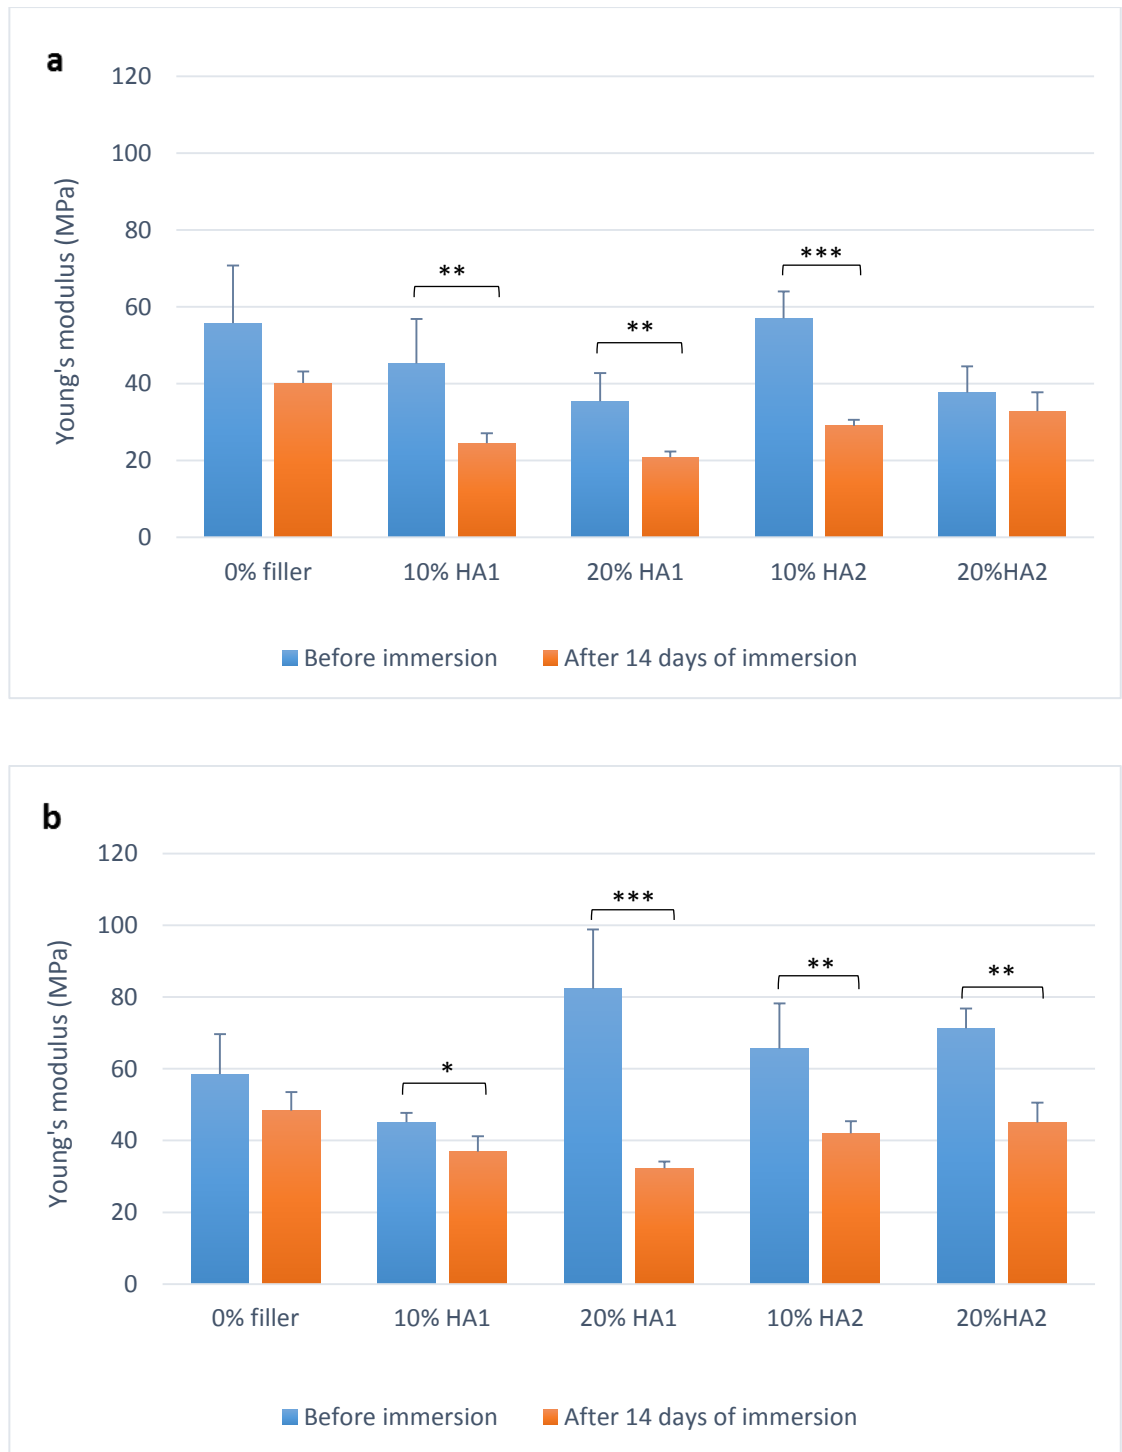 a
120
100
80
60
40
20
0
Young's modulus (MPa)
**
**
***
0% filler 10% HA1 20% HA1 10% HA2 20%HA2
Before immersion After 14 days of immersion
b
120
100
80
60
40
20
0
Young's modulus (MPa)
*
***
**
**
0% filler 10% HA1 20% HA1 10% HA2 20%HA2
Before immersion After 14 days of immersion